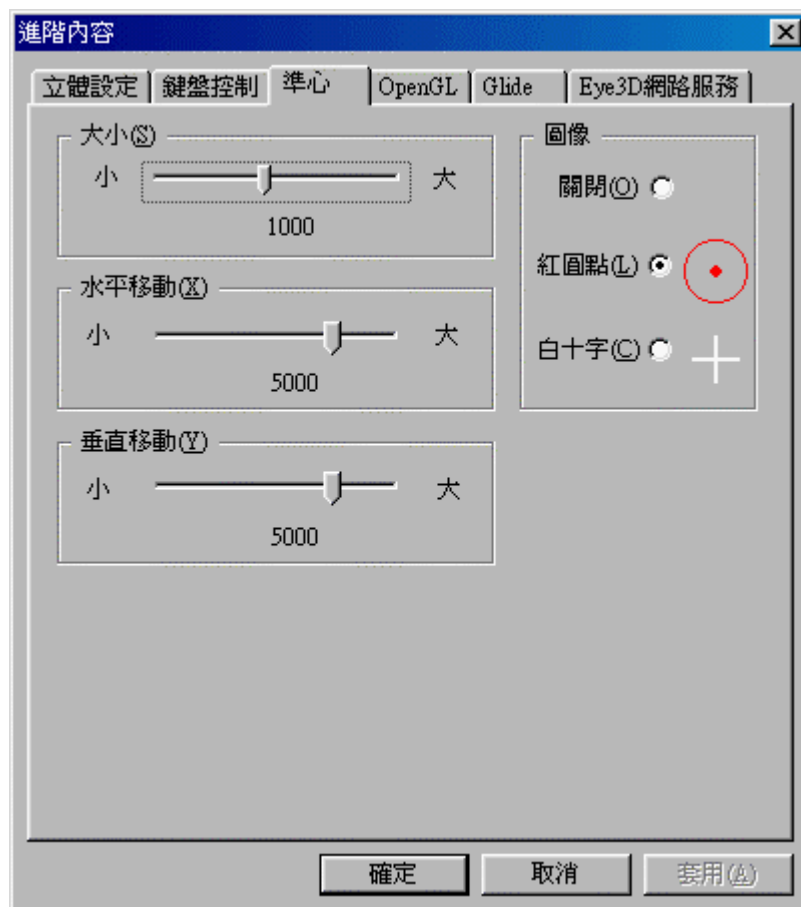 進階內容
立體設定 鍵盤控制 準心 OpenGL Glide Eye3D網路服務
大小(S)
小 大
1000
水平移動(X)
小 大
5000
垂直移動(Y)
小 大
5000
圖像
關閉(O)
紅圓點(L)
白十字(C)
確定 取消 套用(A)